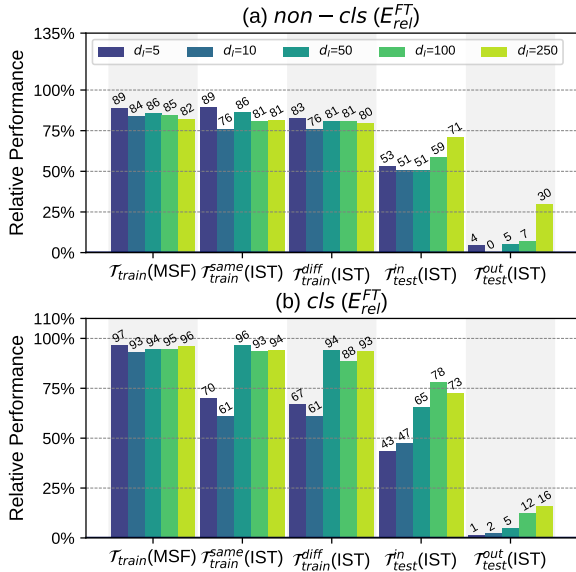 (a) non − cls (E_rel^FT)
135%
100%
75%
50%
25%
0%
Relative Performance
d_l=5 d_l=10 d_l=50 d_l=100 d_l=250
89 84 86 85 82
89 76 86 81 81
83 76 81 81 80
53 51 51 59 71
4 0 5 7 30
T_train(MSF) T_train^same(IST) T_train^diff(IST) T_test^in(IST) T_test^out(IST)
(b) cls (E_rel^FT)
110%
100%
75%
50%
25%
0%
Relative Performance
97 93 94 95 96
70 61 96 93 94
67 61 94 88 93
43 47 65 78 73
1 2 5 12 16
T_train(MSF) T_train^same(IST) T_train^diff(IST) T_test^in(IST) T_test^out(IST)